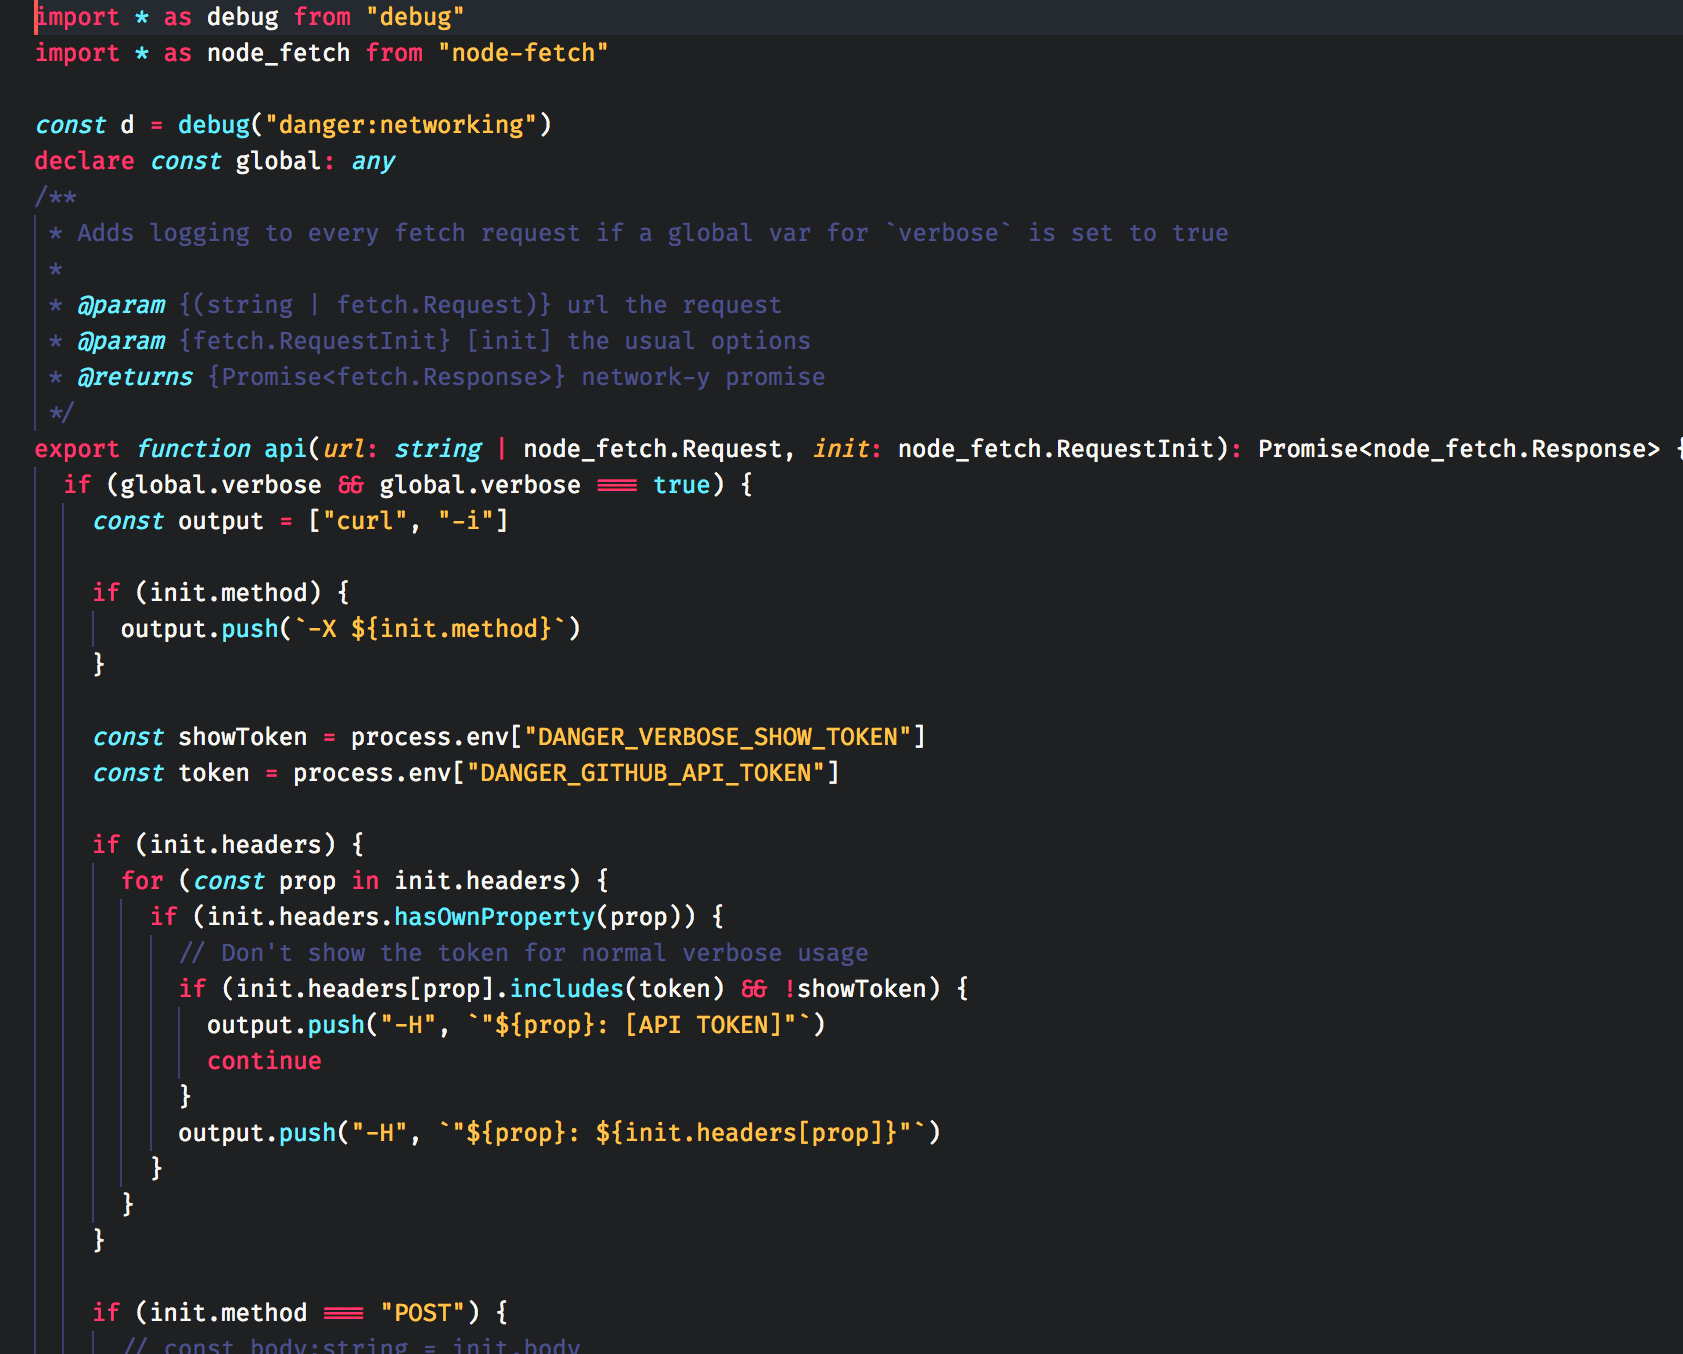 import * as debug from "debug"
import * as node_fetch from "node-fetch"

const d = debug("danger:networking")
declare const global: any
/**
 * Adds logging to every fetch request if a global var for `verbose` is set to true
 *
 * @param {(string | fetch.Request)} url the request
 * @param {fetch.RequestInit} [init] the usual options
 * @returns {Promise<fetch.Response>} network-y promise
 */
export function api(url: string | node_fetch.Request, init: node_fetch.RequestInit): Promise<node_fetch.Response> {
  if (global.verbose && global.verbose === true) {
    const output = ["curl", "-i"]

    if (init.method) {
      output.push(`-X ${init.method}`)
    }

    const showToken = process.env["DANGER_VERBOSE_SHOW_TOKEN"]
    const token = process.env["DANGER_GITHUB_API_TOKEN"]

    if (init.headers) {
      for (const prop in init.headers) {
        if (init.headers.hasOwnProperty(prop)) {
          // Don't show the token for normal verbose usage
          if (init.headers[prop].includes(token) && !showToken) {
            output.push("-H", `"${prop}: [API TOKEN]"`)
            continue
          }
          output.push("-H", `"${prop}: ${init.headers[prop]}"`)
        }
      }
    }

    if (init.method === "POST") {
      // const body:string = init.body